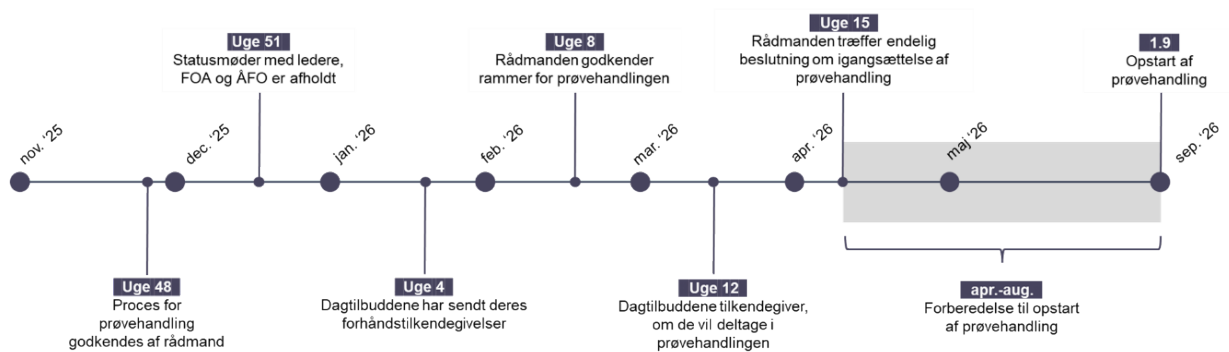 Uge 51
Statusmøder med ledere,
FOA og ÅFO er afholdt
Uge 8
Rådmanden godkender
rammer for prøvehandlingen
Uge 15
Rådmanden træffer endelig
beslutning om igangsættelse af
prøvehandling
1.9
Opstart af
prøvehandling
nov. ‘25
dec. ‘25
jan. ‘26
feb. ‘26
mar. ‘26
apr. ‘26
maj ‘26
sep. ‘26
Uge 48
Proces for
prøvehandling
godkendes af rådmand
Uge 4
Dagtilbuddene har sendt deres
forhåndstilkendegivelser
Uge 12
Dagtilbuddene tilkendegiver,
om de vil deltage i
prøvehandlingen
apr.-aug.
Forberedelse til opstart
af prøvehandling